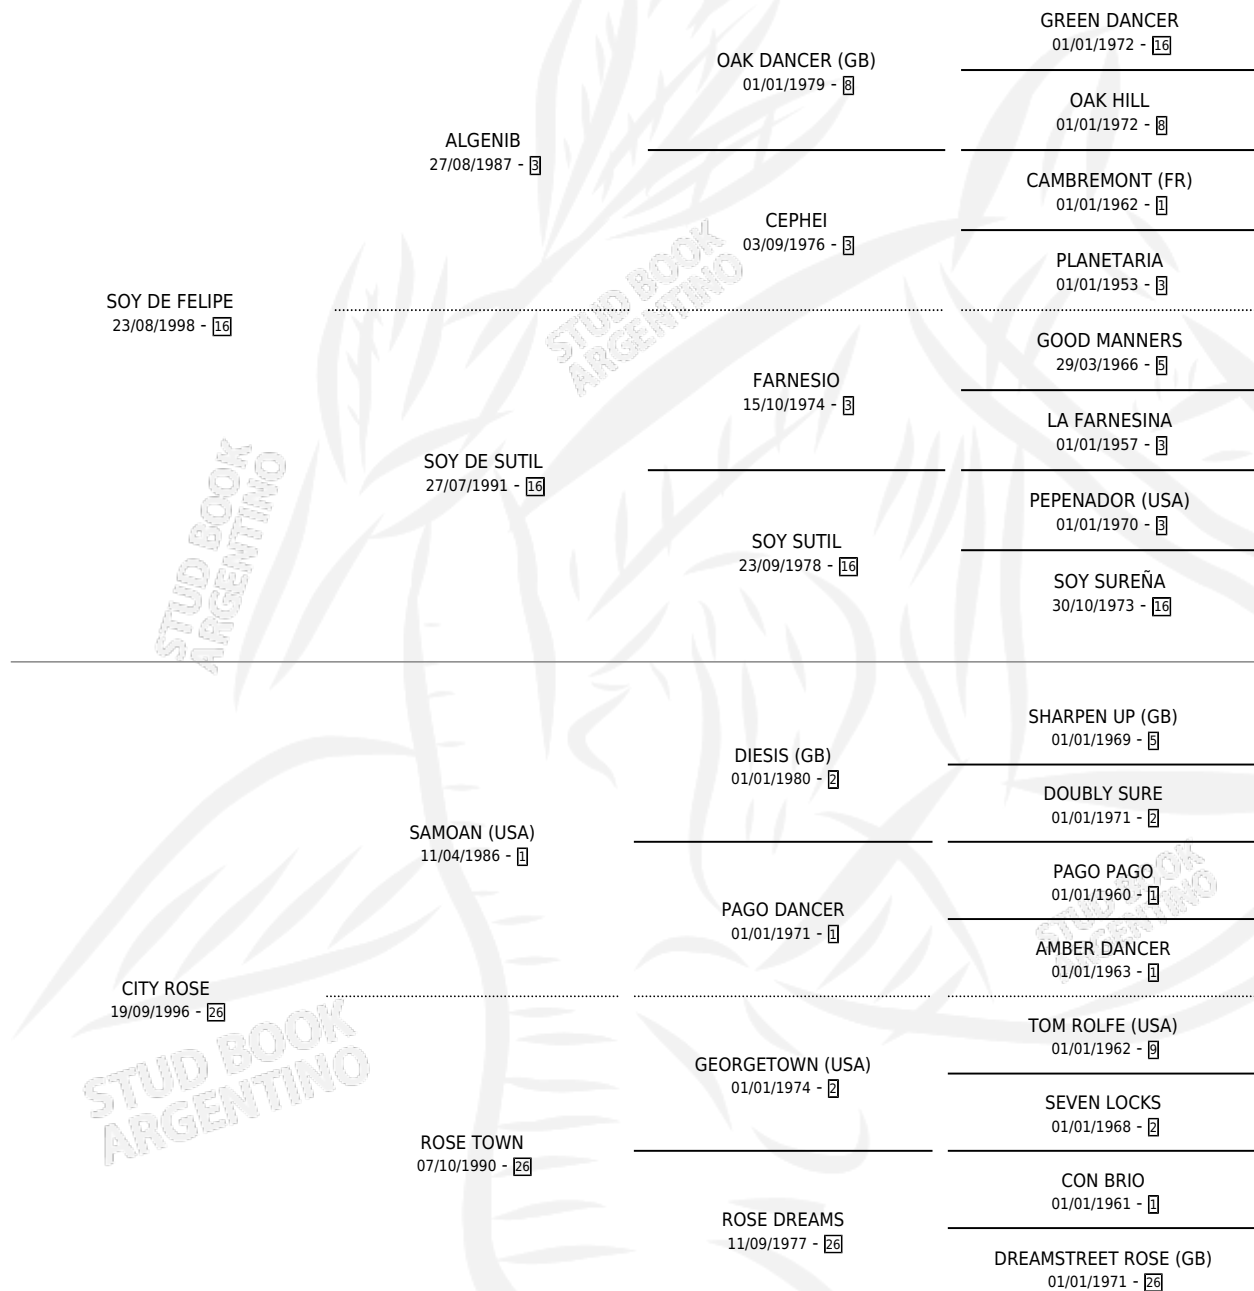 GREEN DANCER
01/01/1972 - 16
OAK DANCER (GB)
01/01/1979 - 8
OAK HILL
01/01/1972 - 8
ALGENIB
27/08/1987 - 3
CAMBREMONT (FR)
01/01/1962 - 1
CEPHEI
03/09/1976 - 3
PLANETARIA
01/01/1953 - 3
SOY DE FELIPE
23/08/1998 - 16
GOOD MANNERS
29/03/1966 - 5
FARNESIO
15/10/1974 - 3
LA FARNESINA
01/01/1957 - 3
SOY DE SUTIL
27/07/1991 - 16
PEPENADOR (USA)
01/01/1970 - 3
SOY SUTIL
23/09/1978 - 16
SOY SUREÑA
30/10/1973 - 16
SHARPEN UP (GB)
01/01/1969 - 5
DIESIS (GB)
01/01/1980 - 2
DOUBLY SURE
01/01/1971 - 2
SAMOAN (USA)
11/04/1986 - 1
PAGO PAGO
01/01/1960 - 1
PAGO DANCER
01/01/1971 - 1
AMBER DANCER
01/01/1963 - 1
CITY ROSE
19/09/1996 - 26
TOM ROLFE (USA)
01/01/1962 - 9
GEORGETOWN (USA)
01/01/1974 - 2
SEVEN LOCKS
01/01/1968 - 2
ROSE TOWN
07/10/1990 - 26
CON BRIO
01/01/1961 - 1
ROSE DREAMS
11/09/1977 - 26
DREAMSTREET ROSE (GB)
01/01/1971 - 26
STUD BOOK
ARGENTINO
STUD BOOK
ARGENTINO
STUD BOOK
ARGENTINO
STUD BOOK
ARGENTINO